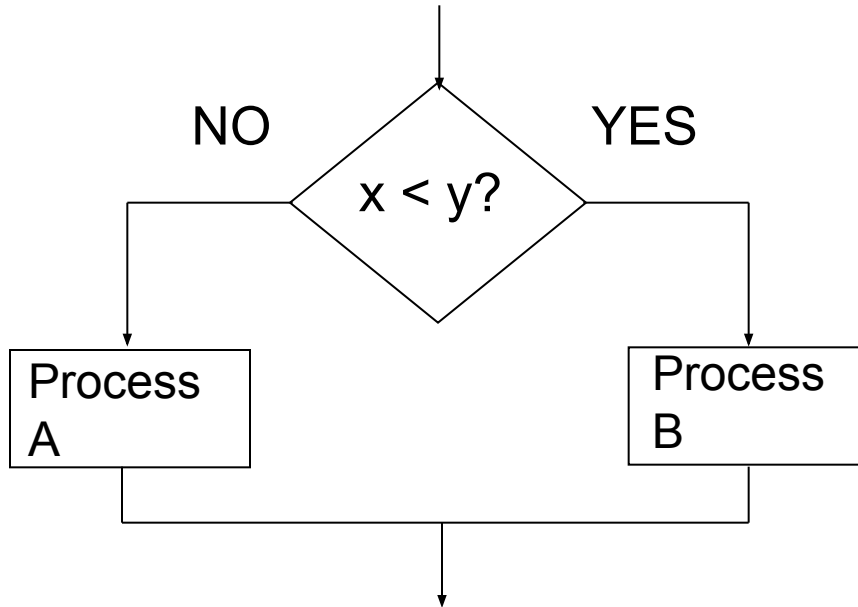 NO
YES
x < y?
Process
A
Process
B